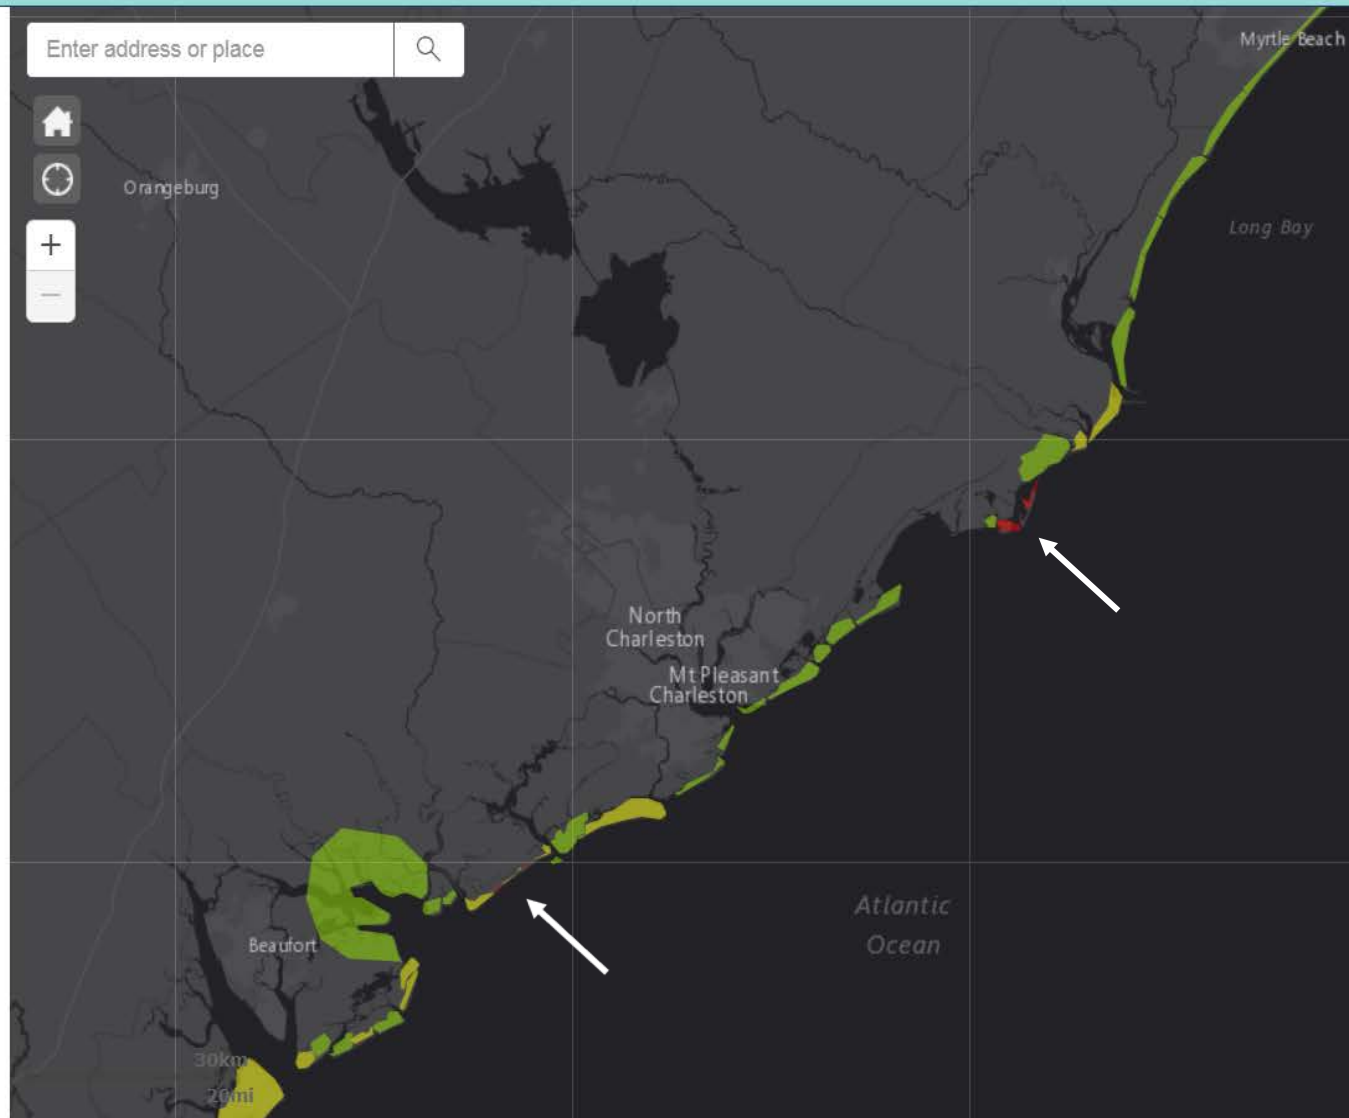 Enter address or place
Myrtle Beach
Orangeburg
+
Long Bay
−
North
Charleston
Mt Pleasant
Charleston
Atlantic
Ocean
Beaufort
30km
20mi